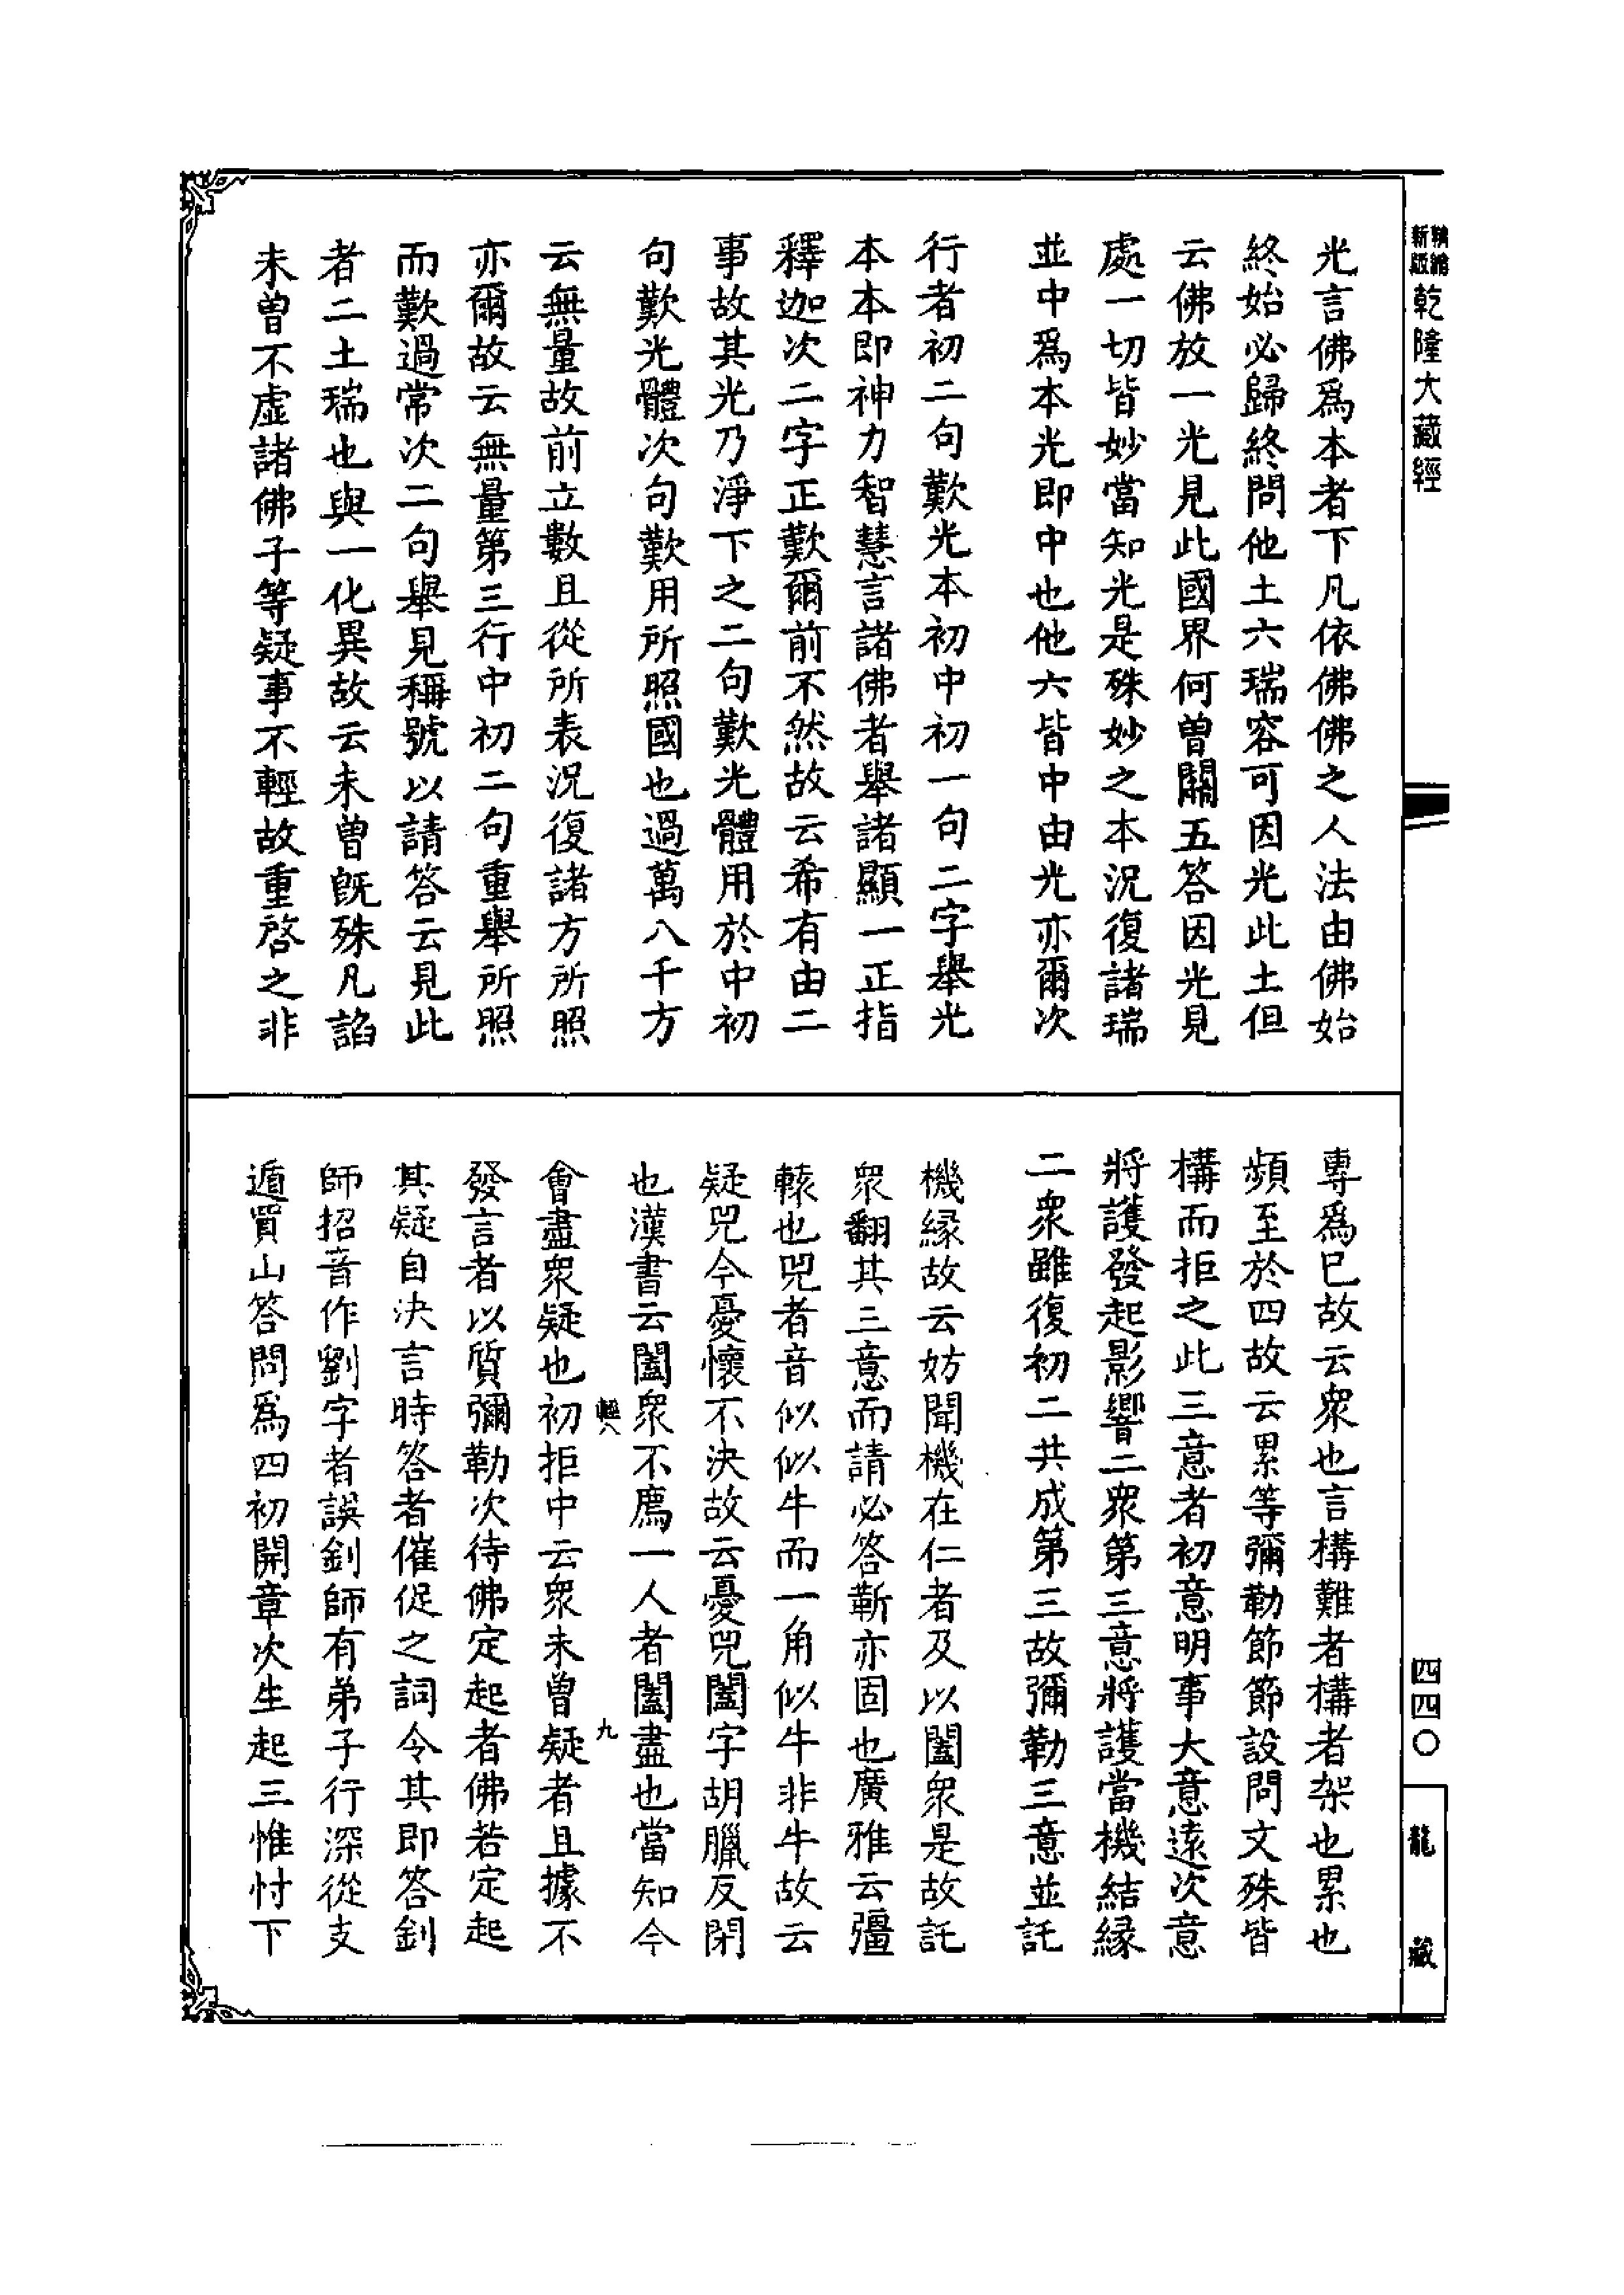 精縮
新版
乾隆大藏經
光言佛爲本者下凡依佛佛之人法由佛始
終始必歸終問他土六瑞容可因光此土但
云佛放一光見此國界何曾關五答因光見
處一切皆妙當知光是殊妙之本況復諸瑞
並中爲本光即中也他六皆中由光亦爾次
行者初二句歎光本初中初一句二字舉光
本本即神力智慧言諸佛者舉諸顯一正指
釋迦次二字正歎爾前不然故云希有由二
事故其光乃淨下之二句歎光體用於中初
句歎光體次句歎用所照國也過萬八千方
云無量故前立數且從所表況復諸方所照
亦爾故云無量第三行中初二句重舉所照
而歎過常次二句舉見稱號以請答云見此
者二土瑞也與一化異故云未曾既殊凡諂
未曾不虛諸佛子等疑事不輕故重啓之非
專爲巳故云衆也言構難者構者架也累也
頻至於四故云累等彌勒節節設問文殊皆
構而拒之此三意者初意明事大意遠次意
將護發起影響二衆第三意將護當機結緣
二衆雖復初二共成第三故彌勒三意並託
機緣故云妨聞機在仁者及以闔衆是故託
衆翻其三意而請必答靳亦固也廣雅云彊
轅也兕者音似似牛而一角似牛非牛故云
疑兕今憂懷不決故云憂兕闔字胡臘反閉
也漢書云闔衆不廌一人者闔盡也當知今
輕八
九
會盡衆疑也初拒中云衆未曾疑者且據不
發言者以質彌勒次待佛定起者佛若定起
其疑自決言時答者催促之詞令其即答釗
師招音作劉字者誤釗師有弟子行深從支
遁買山答問爲四初開章次生起三惟忖下
四四〇
龍
藏